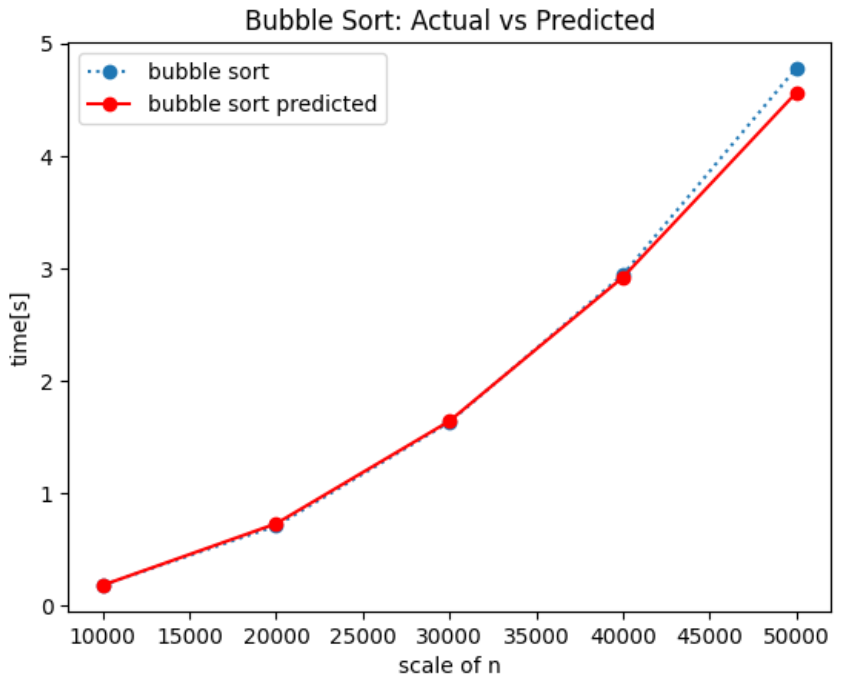 Bubble Sort: Actual vs Predicted
bubble sort
bubble sort predicted
5
4
3
2
1
0
time[s]
10000 15000 20000 25000 30000 35000 40000 45000 50000
scale of n